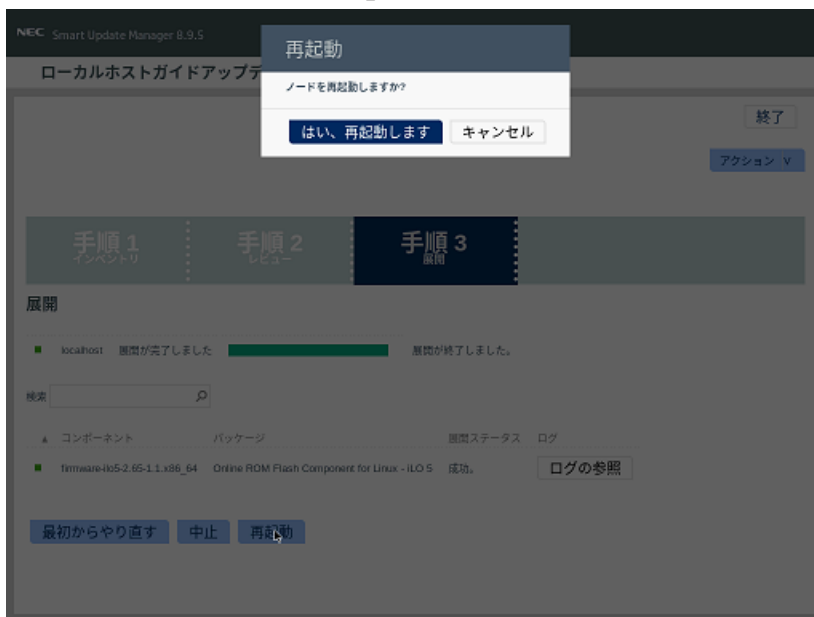 NEC Smart Update Manager 8.9.5
再起動
ローカルホストガイドアップデ
ノードを再起動しますか?
はい、再起動します キャンセル
終了
アクション
手順 1
インベントリ
手順 2
レビュー
手順 3
展開
展開
localhost 展開が完了しました 展開が終了しました。
検索
コンポーネント パッケージ 展開ステータス ログ
firmware-ilo5-2.65-1.1.x86_64 Online ROM Flash Component for Linux - iLO 5 成功。 ログの参照
最初からやり直す 中止 再起動